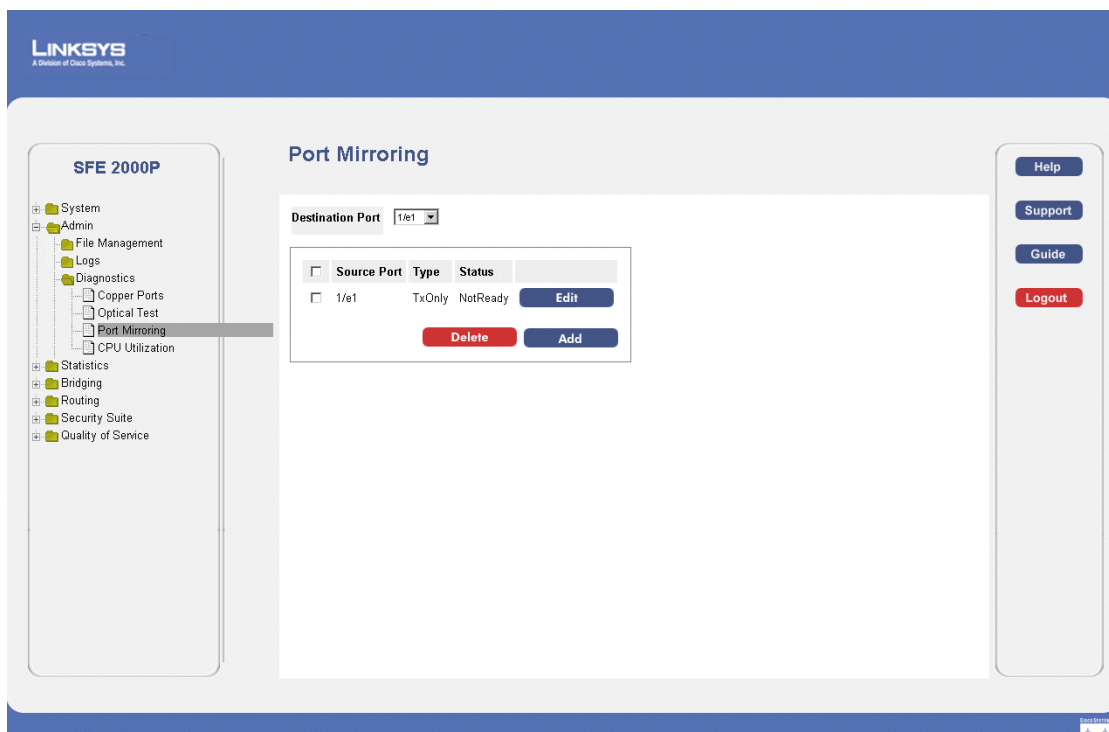 LINKSYS
A Division of Cisco Systems, Inc.
SFE 2000P
System
Admin
File Management
Logs
Diagnostics
Copper Ports
Optical Test
Port Mirroring
CPU Utilization
Statistics
Bridging
Routing
Security Suite
Quality of Service
Port Mirroring
Destination Port 1/e1
Source Port Type Status
1/e1 TxOnly NotReady Edit
Delete Add
Help
Support
Guide
Logout